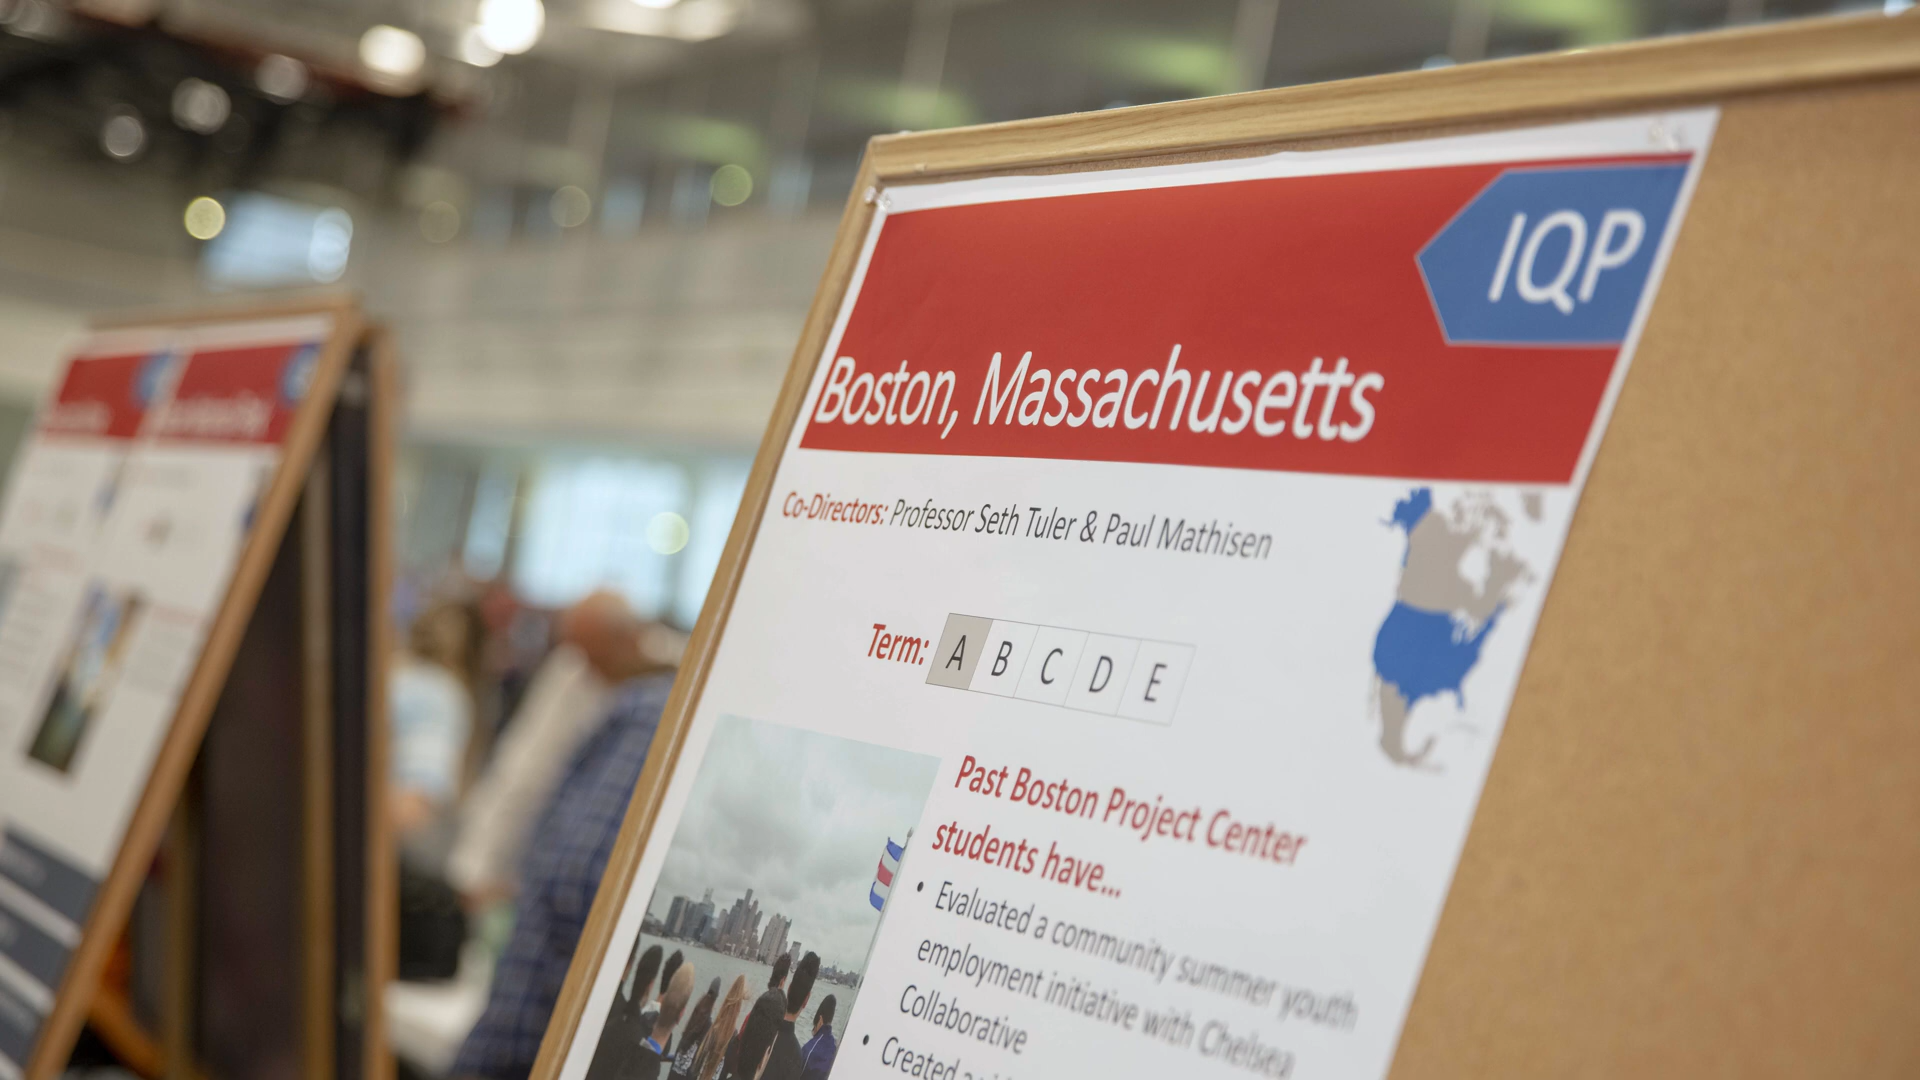 IQP
Boston, Massachusetts
Co-Directors: Professor Seth Tuler & Paul Mathisen
Term: A B C D E
Past Boston Project Center
students have...
• Evaluated a community summer youth
employment initiative with Chelsea
Collaborative
• Created a